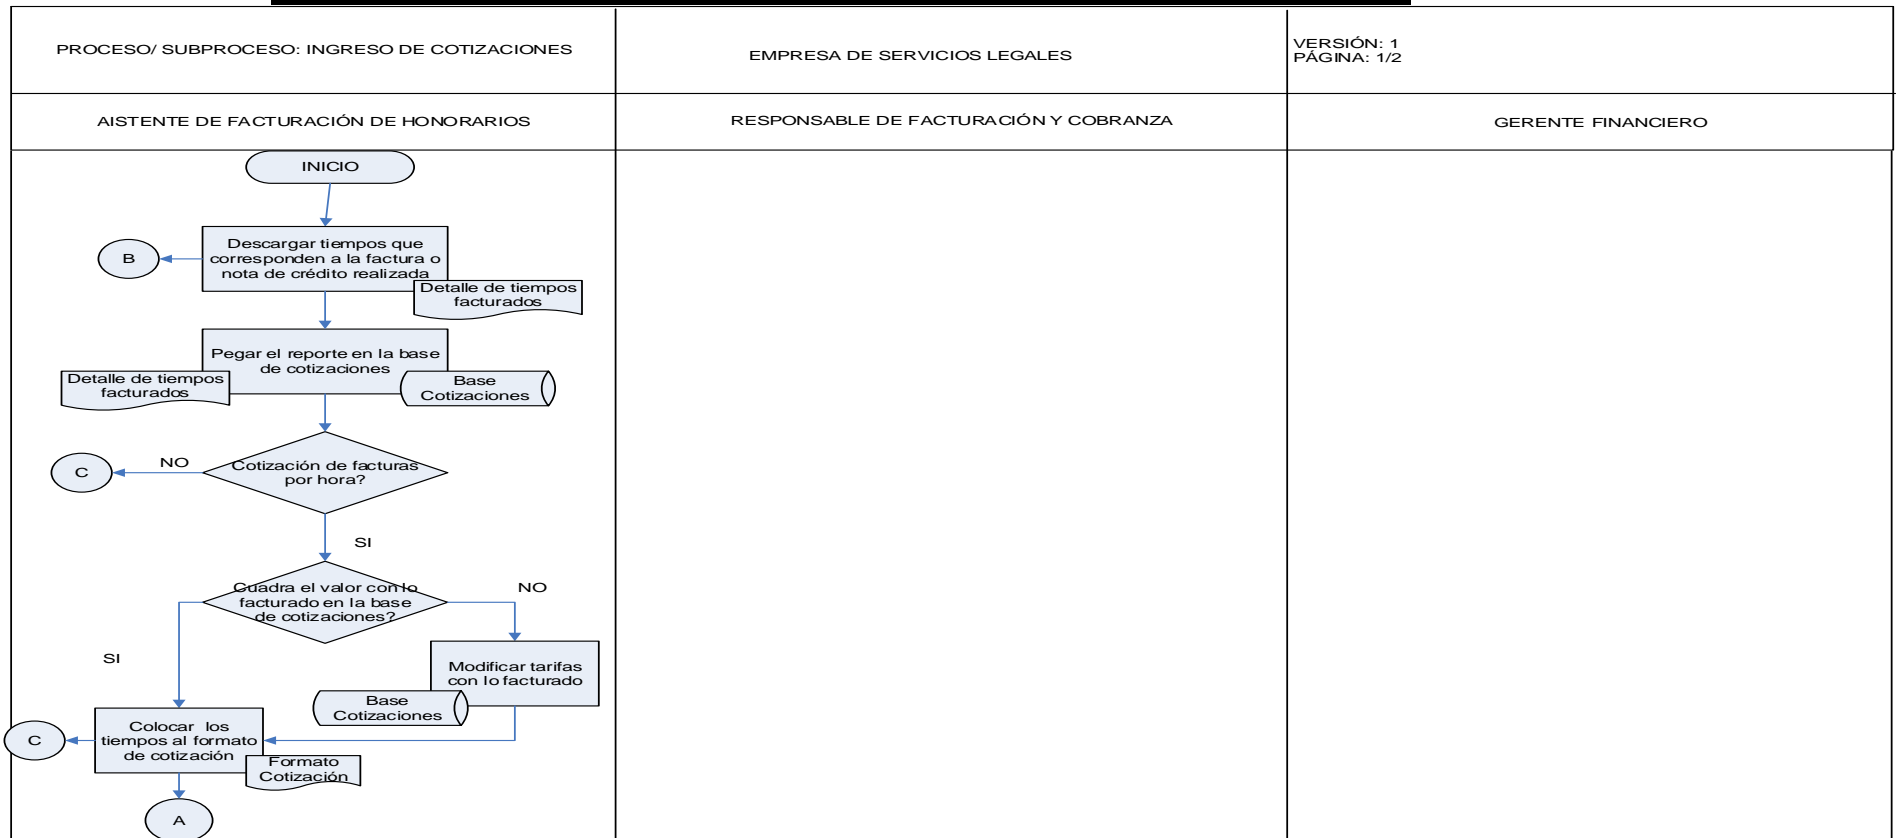 PROCESO/ SUBPROCESO: INGRESO DE COTIZACIONES
EMPRESA DE SERVICIOS LEGALES
VERSIÓN: 1
PÁGINA: 1/2
AISTENTE DE FACTURACIÓN DE HONORARIOS
RESPONSABLE DE FACTURACIÓN Y COBRANZA
GERENTE FINANCIERO
INICIO
Descargar tiempos que
corresponden a la factura o
nota de crédito realizada
B
Detalle de tiempos
facturados
Pegar el reporte en la base
de cotizaciones
Detalle de tiempos
facturados
Base
Cotizaciones
Cotización de facturas
por hora?
NO
C
SI
Cuadra el valor con lo
facturado en la base
de cotizaciones?
NO
SI
Modificar tarifas
con lo facturado
Base
Cotizaciones
Colocar los
tiempos al formato
de cotización
C
Formato
Cotización
A